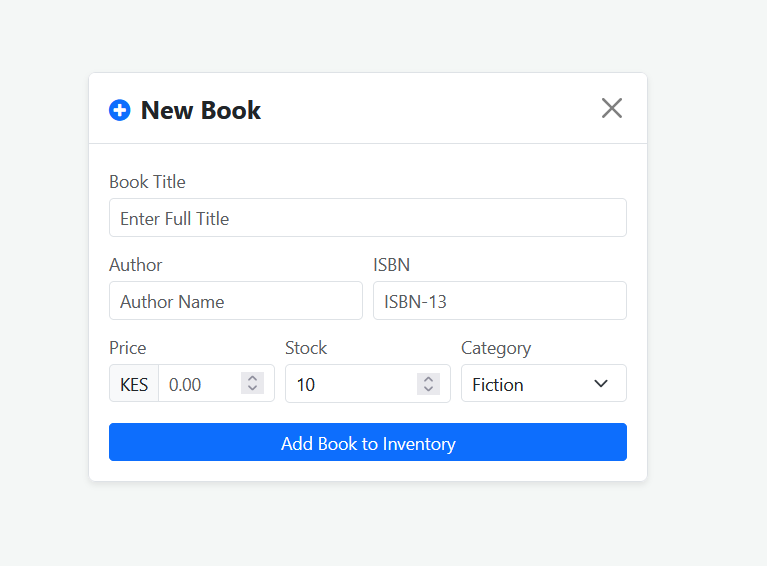 New Book
Book Title
Enter Full Title
Author ISBN
Author Name ISBN-13
Price Stock Category
KES 0.00 10 Fiction
Add Book to Inventory